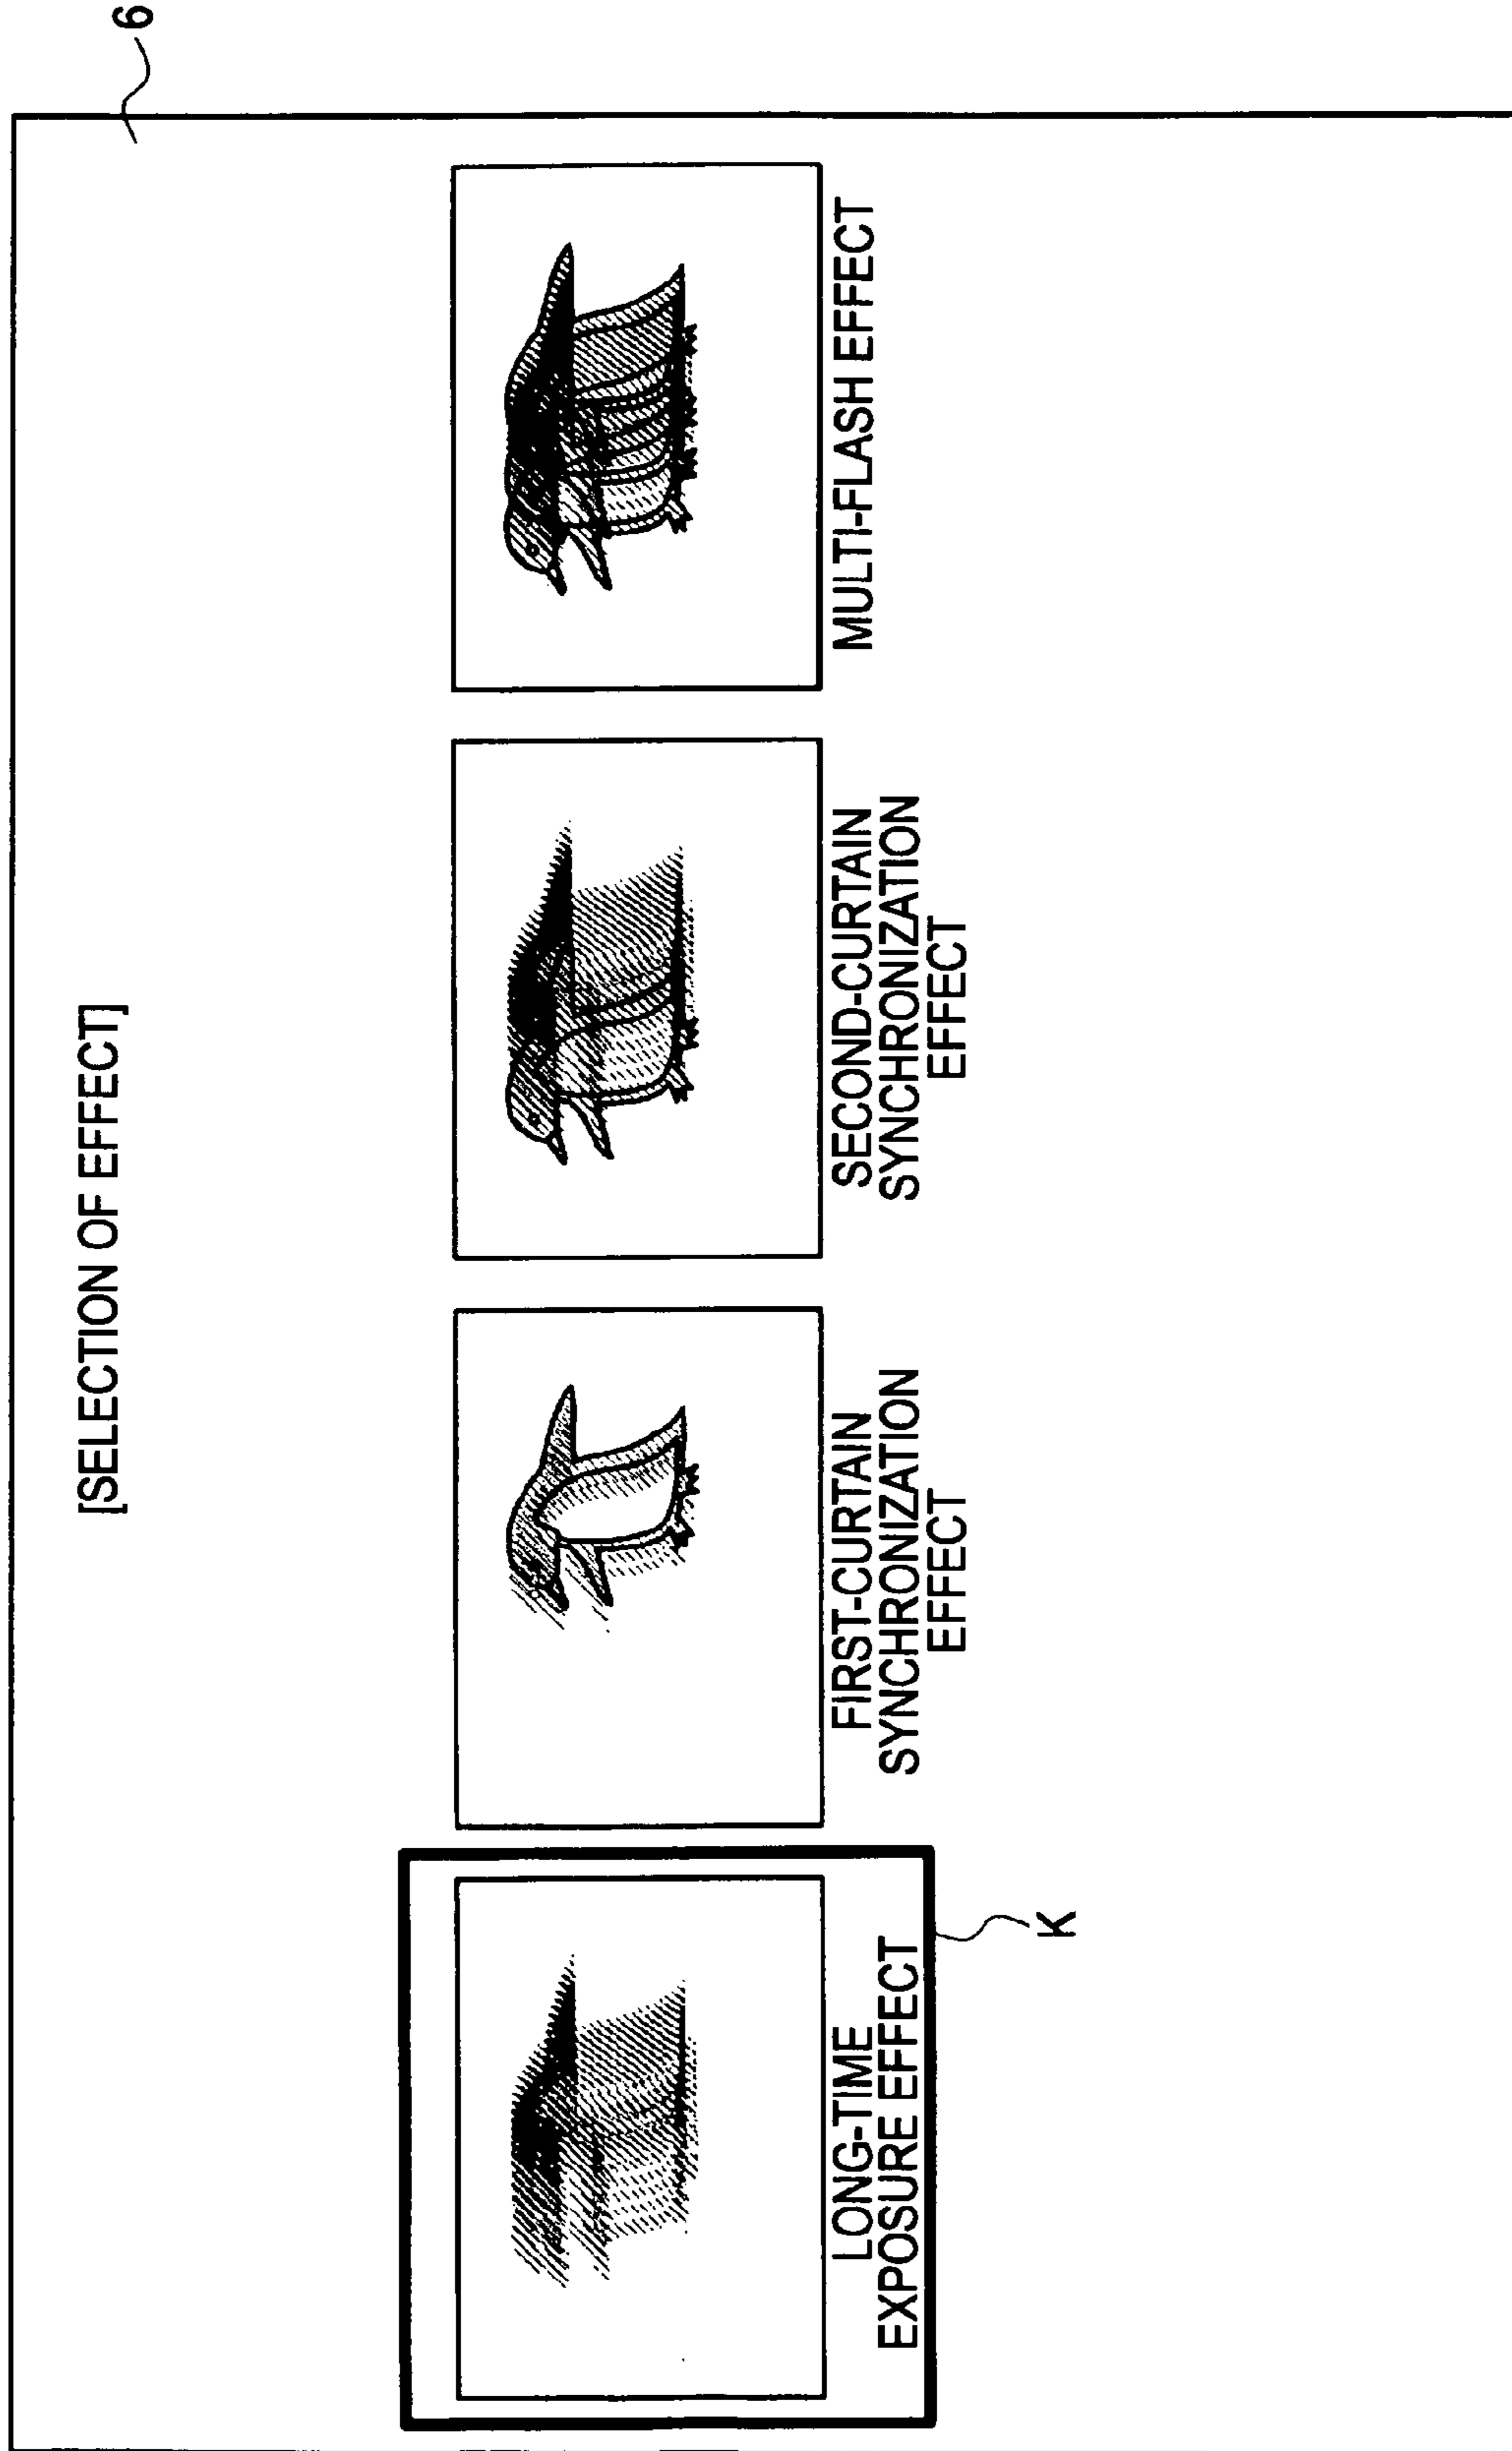 [SELECTION OF EFFECT]
6
LONG-TIME
EXPOSURE EFFECT
K
FIRST-CURTAIN
SYNCHRONIZATION
EFFECT
SECOND-CURTAIN
SYNCHRONIZATION
EFFECT
MULTI-FLASH EFFECT